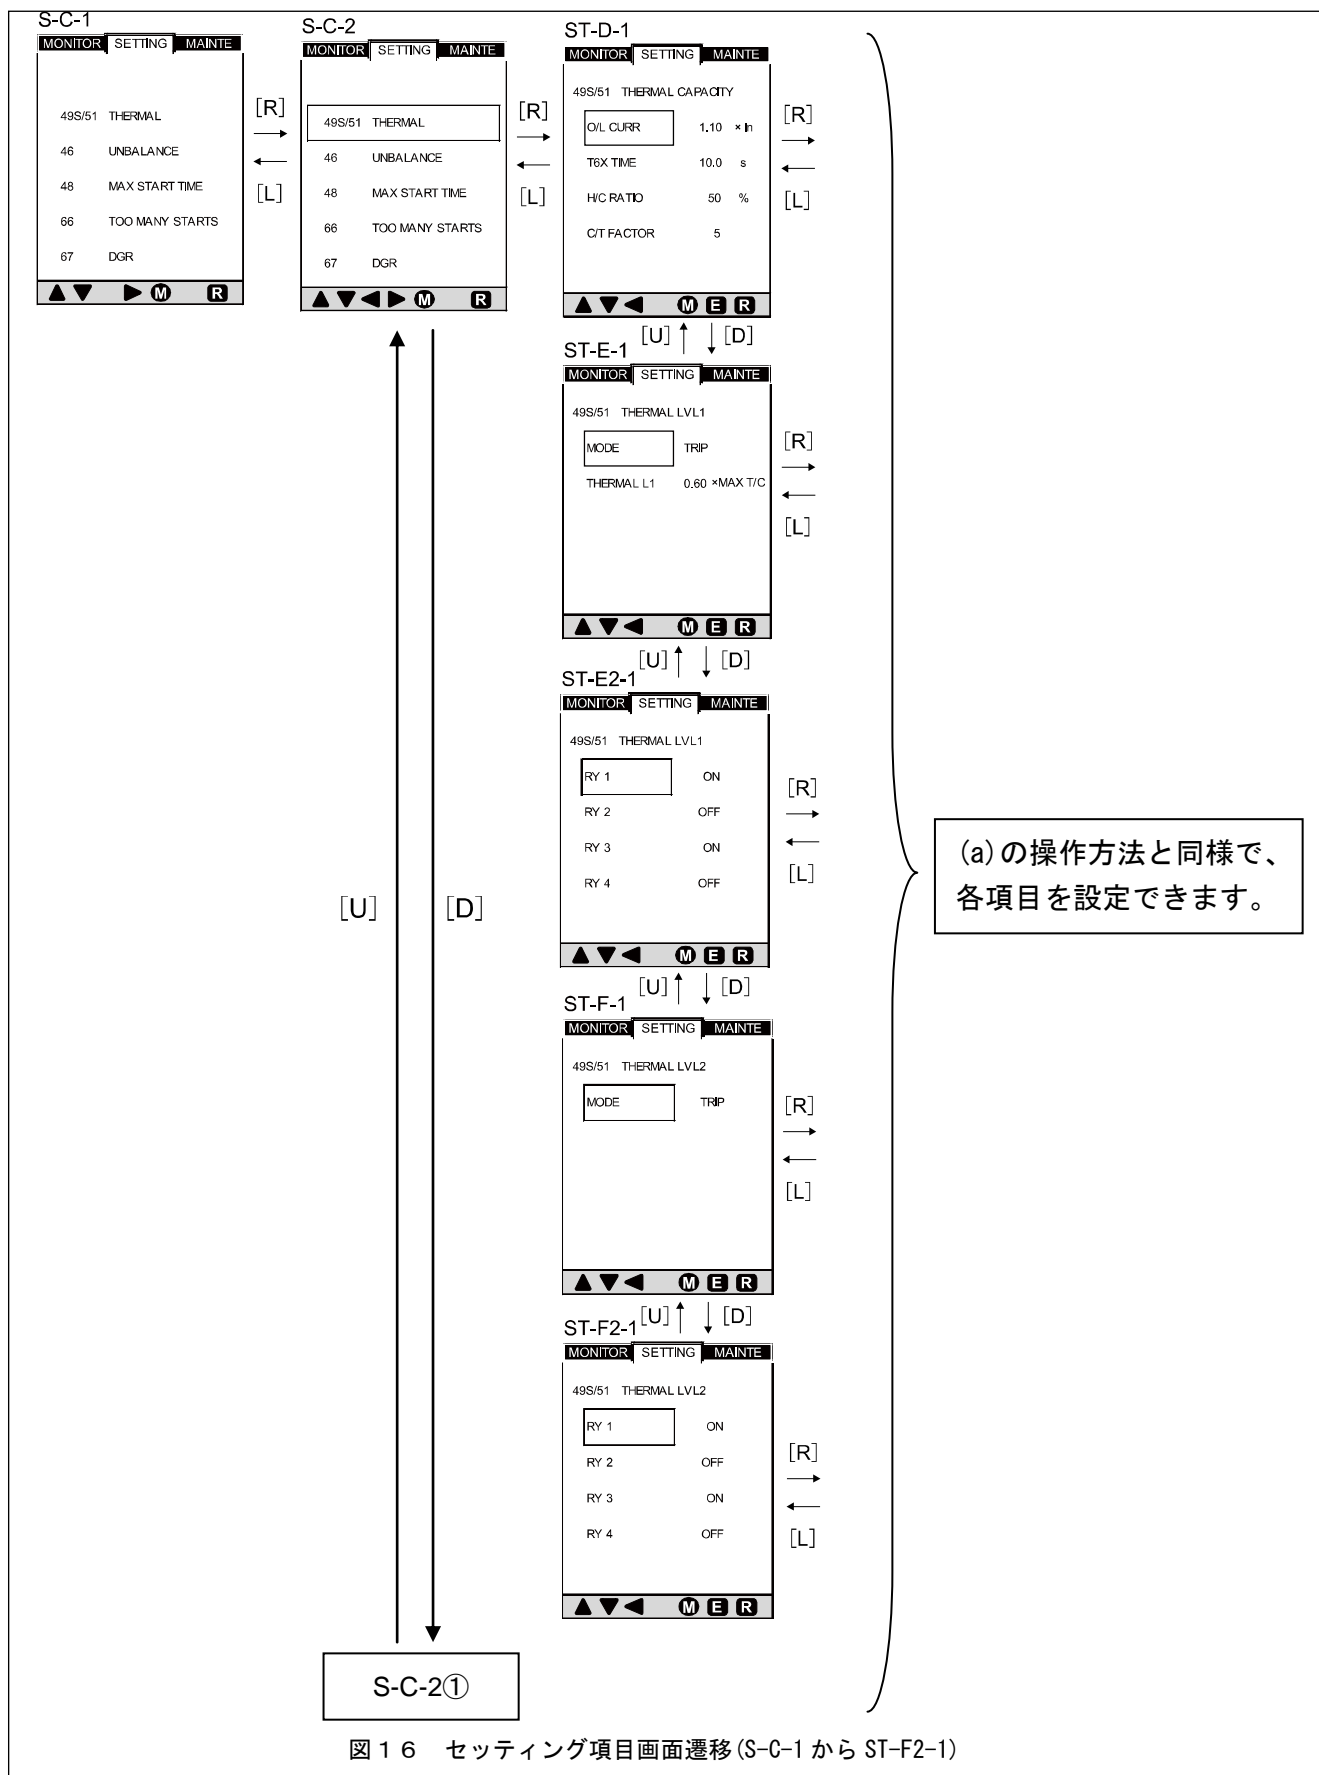 S-C-1
MONITOR SETTING MAINTE
49S/51 THERMAL
46 UNBALANCE
48 MAX START TIME
66 TOO MANY STARTS
67 DGR
▲ ▼ ▶ M R
[R]
[L]
S-C-2
MONITOR SETTING MAINTE
49S/51 THERMAL
46 UNBALANCE
48 MAX START TIME
66 TOO MANY STARTS
67 DGR
▲ ▼ ◀ ▶ M R
[R]
[L]
ST-D-1
MONITOR SETTING MAINTE
49S/51 THERMAL CAPACITY
O/L CURR 1.10 × In
T6X TIME 10.0 s
H/C RATIO 50 %
C/T FACTOR 5
▲ ▼ ◀ M E R
[R]
[L]
[U] [D]
ST-E-1
MONITOR SETTING MAINTE
49S/51 THERMAL LVL1
MODE TRIP
THERMAL L1 0.60 ×MAX T/C
▲ ▼ ◀ M E R
[R]
[L]
[U] [D]
ST-E2-1
MONITOR SETTING MAINTE
49S/51 THERMAL LVL1
RY 1 ON
RY 2 OFF
RY 3 ON
RY 4 OFF
▲ ▼ ◀ M E R
[R]
[L]
[U] [D]
ST-F-1
MONITOR SETTING MAINTE
49S/51 THERMAL LVL2
MODE TRIP
▲ ▼ ◀ M E R
[R]
[L]
[U] [D]
ST-F2-1
MONITOR SETTING MAINTE
49S/51 THERMAL LVL2
RY 1 ON
RY 2 OFF
RY 3 ON
RY 4 OFF
▲ ▼ ◀ M E R
[R]
[L]
[U] [D]
S-C-2①
(a)の操作方法と同様で、
各項目を設定できます。
図16 セッティング項目画面遷移(S-C-1 から ST-F2-1)